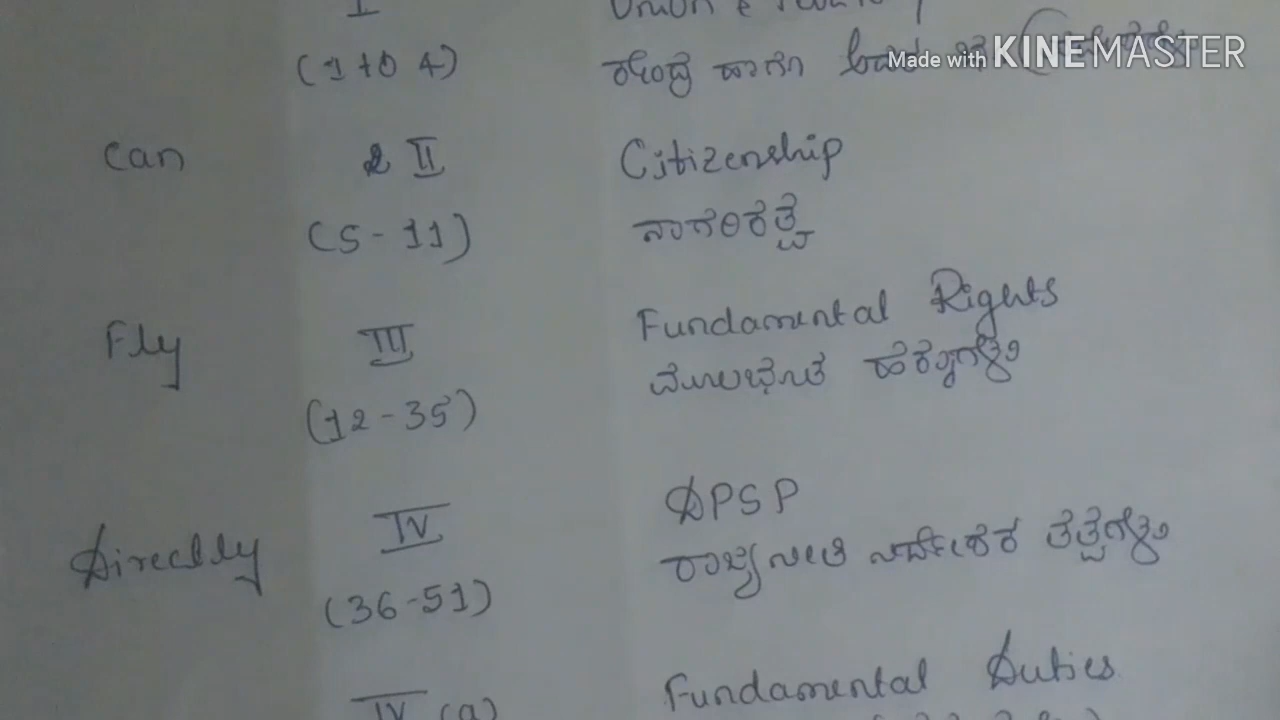 I
Union &
(1 to 4)
Made with KINEMASTER
Can
II
Citizenship
(5-11)
ನಾಗರಿಕತ್ವ
Fly
III
Fundamental Rights
(12-35)
ಮೂಲಭೂತ ಹಕ್ಕುಗಳು
Directly
IV
DPSP
(36-51)
ರಾಜ್ಯ ನೀತಿ ನಿರ್ದೇಶಕ ತತ್ವಗಳು
IV (a)
Fundamental Duties